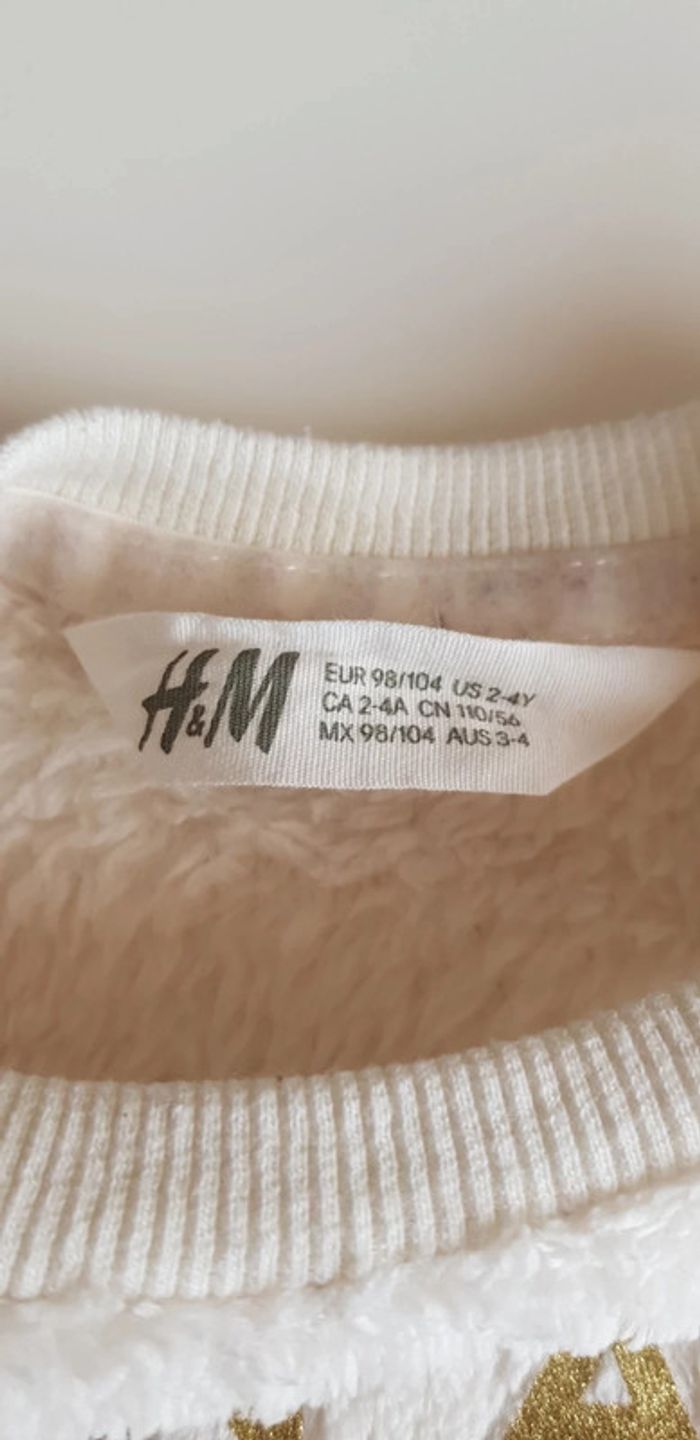 H&M
EUR 98/104 US 2-4Y
CA 2-4A CN 110/56
MX 98/104 AUS 3-4